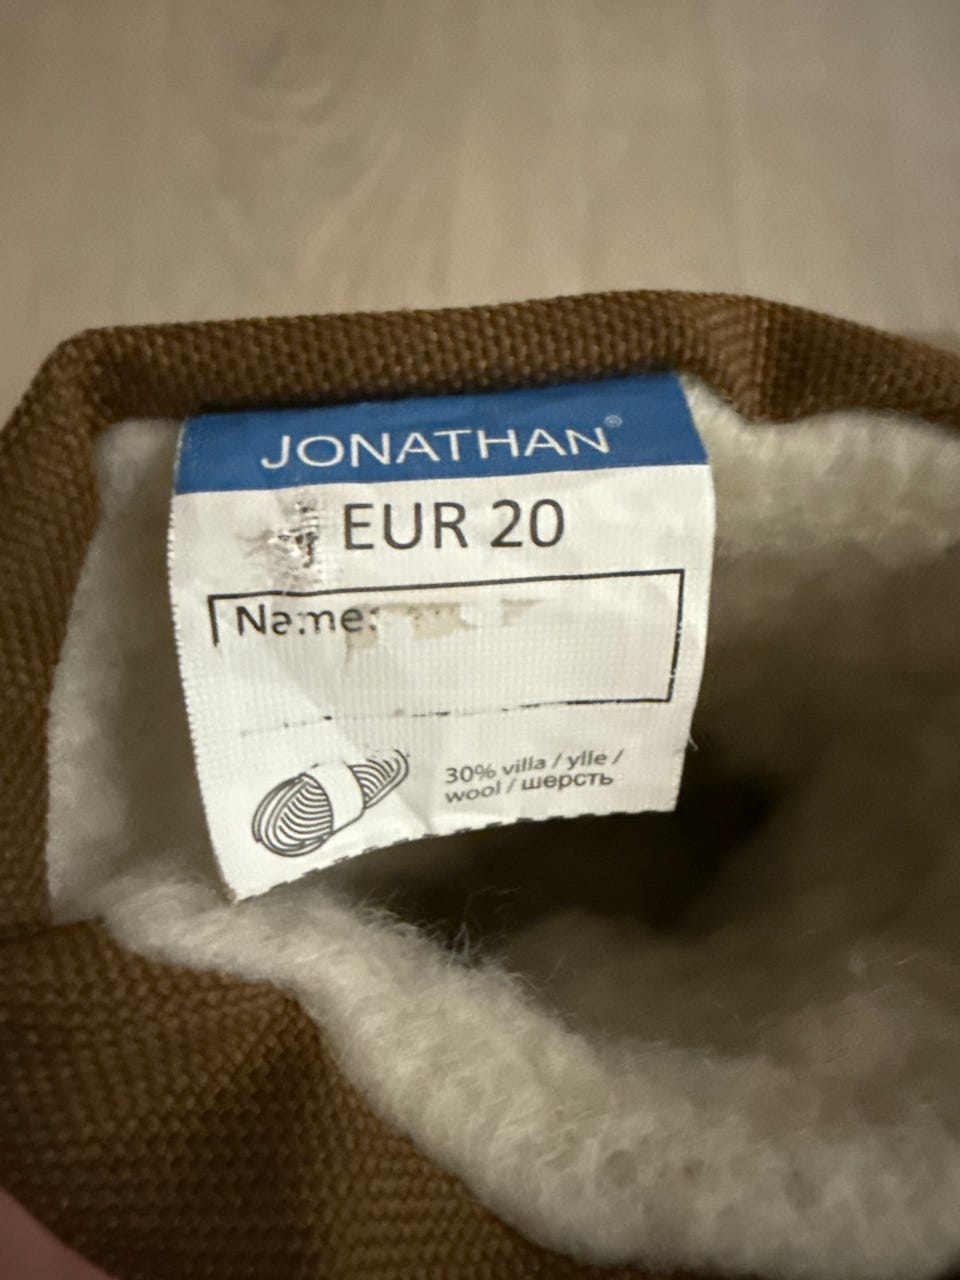 JONATHAN®
EUR 20
Name:
30% villa / ylle /
wool / шерсть